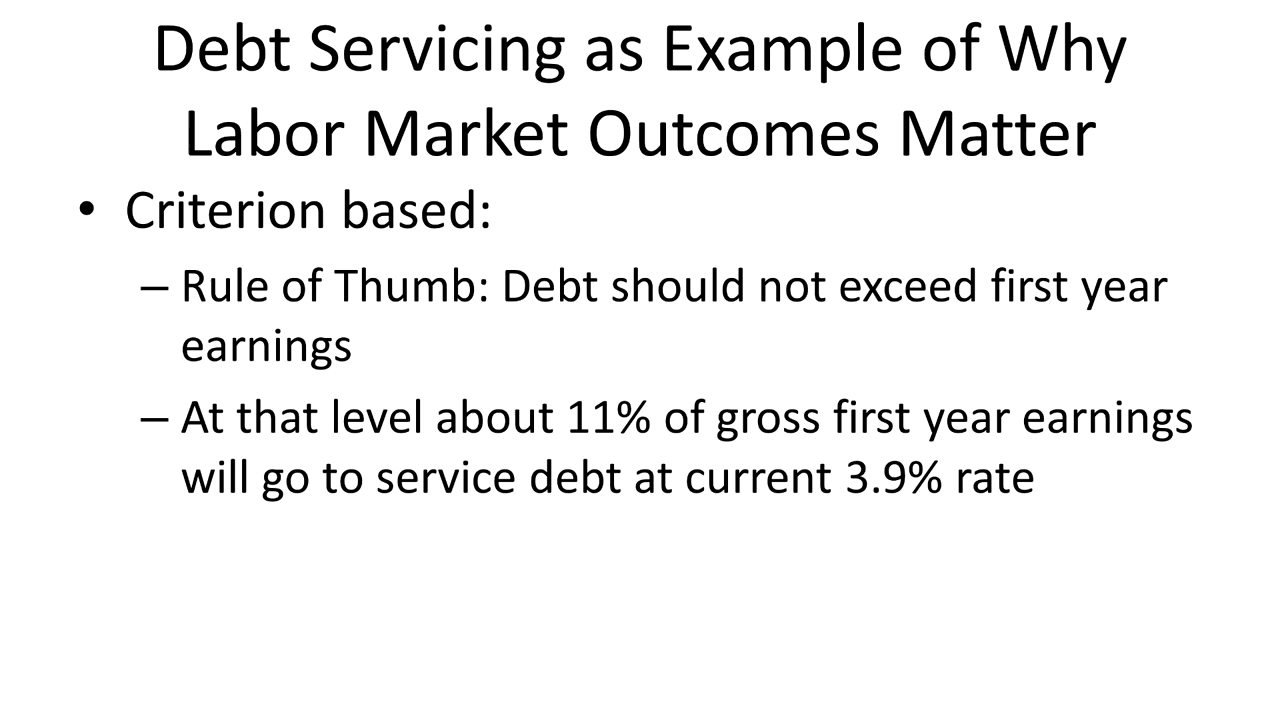 Debt Servicing as Example of Why
Labor Market Outcomes Matter
• Criterion based:
– Rule of Thumb: Debt should not exceed first year
earnings
– At that level about 11% of gross first year earnings
will go to service debt at current 3.9% rate